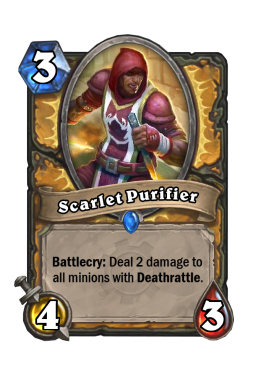 3
Scarlet Purifier
Battlecry: Deal 2 damage to
all minions with Deathrattle.
4
3